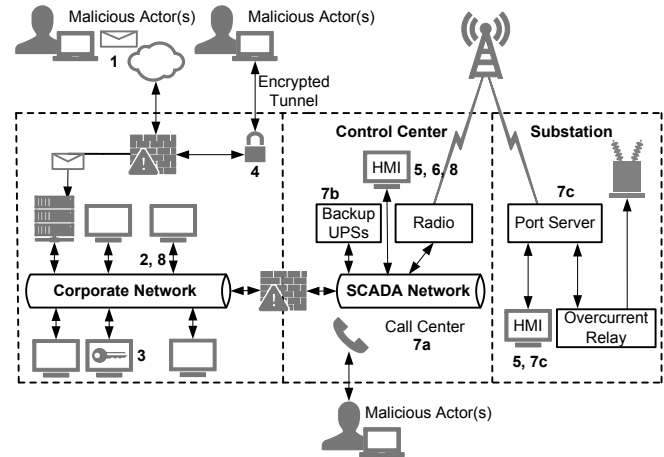 Malicious Actor(s)
Malicious Actor(s)
1
Encrypted
Tunnel
4
Control Center
Substation
HMI
5, 6, 8
7b
Backup
UPSs
Radio
7c
Port Server
2, 8
Corporate Network
SCADA Network
3
Call Center
7a
HMI
5, 7c
Overcurrent
Relay
Malicious Actor(s)